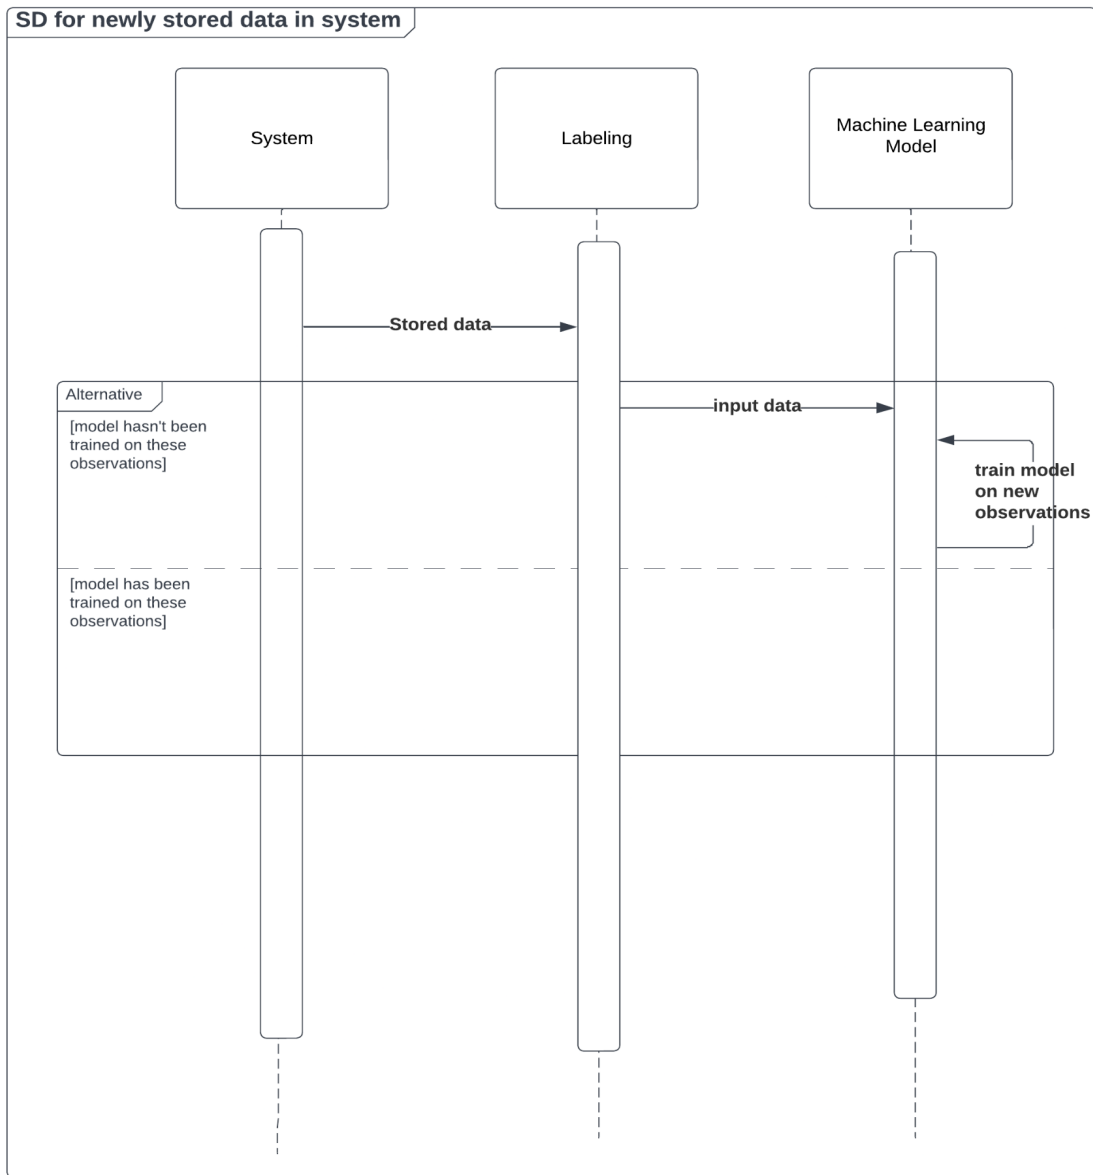 SD for newly stored data in system
System
Labeling
Machine Learning
Model
Stored data
Alternative
input data
[model hasn't been
trained on these
observations]
train model
on new
observations
[model has been
trained on these
observations]